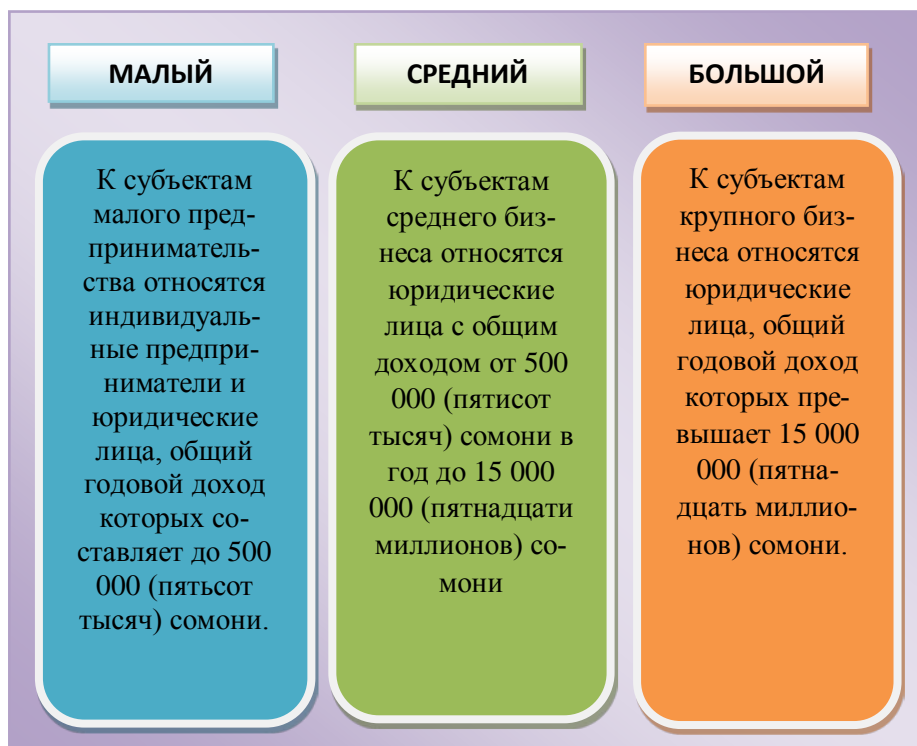 МАЛЫЙ
К субъектам
малого пред-
принимательь-
ства относятся
индивидуаль-
ные предпри-
ниматели и
юридические
лица, общий
годовой доход
которых со-
ставляет до 500
000 (пятьсот
тысяч) сомони.
СРЕДНИЙ
К субъектам
среднего биз-
неса относятся
юридические
лица с общим
доходом от 500
000 (пятисот
тысяч) сомони в
год до 15 000
000 (пятнадцати
миллионов) со-
мони
БОЛЬШОЙ
К субъектам
крупного биз-
неса относятся
юридические
лица, общий
годовой доход
которых пре-
вышает 15 000
000 (пятна-
дцать миллио-
нов) сомони.